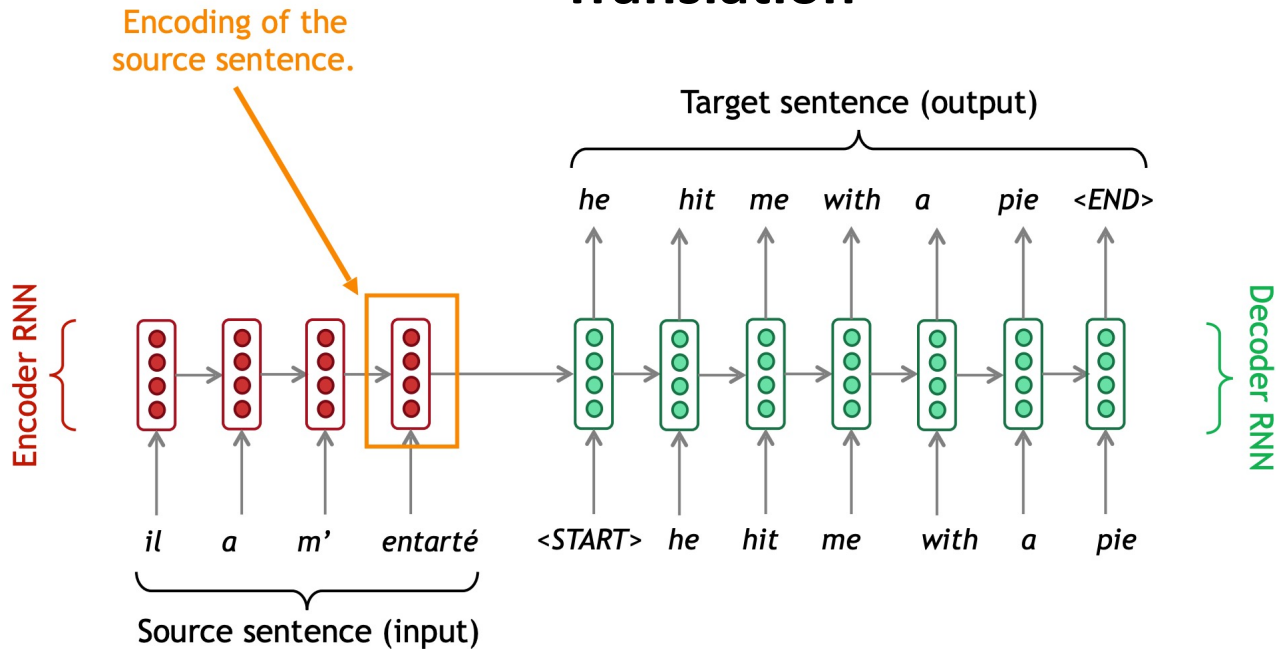 Translation
Encoding of the
source sentence.
Target sentence (output)
he hit me with a pie <END>
Encoder RNN
Decoder RNN
il a m’ entarté <START> he hit me with a pie
Source sentence (input)